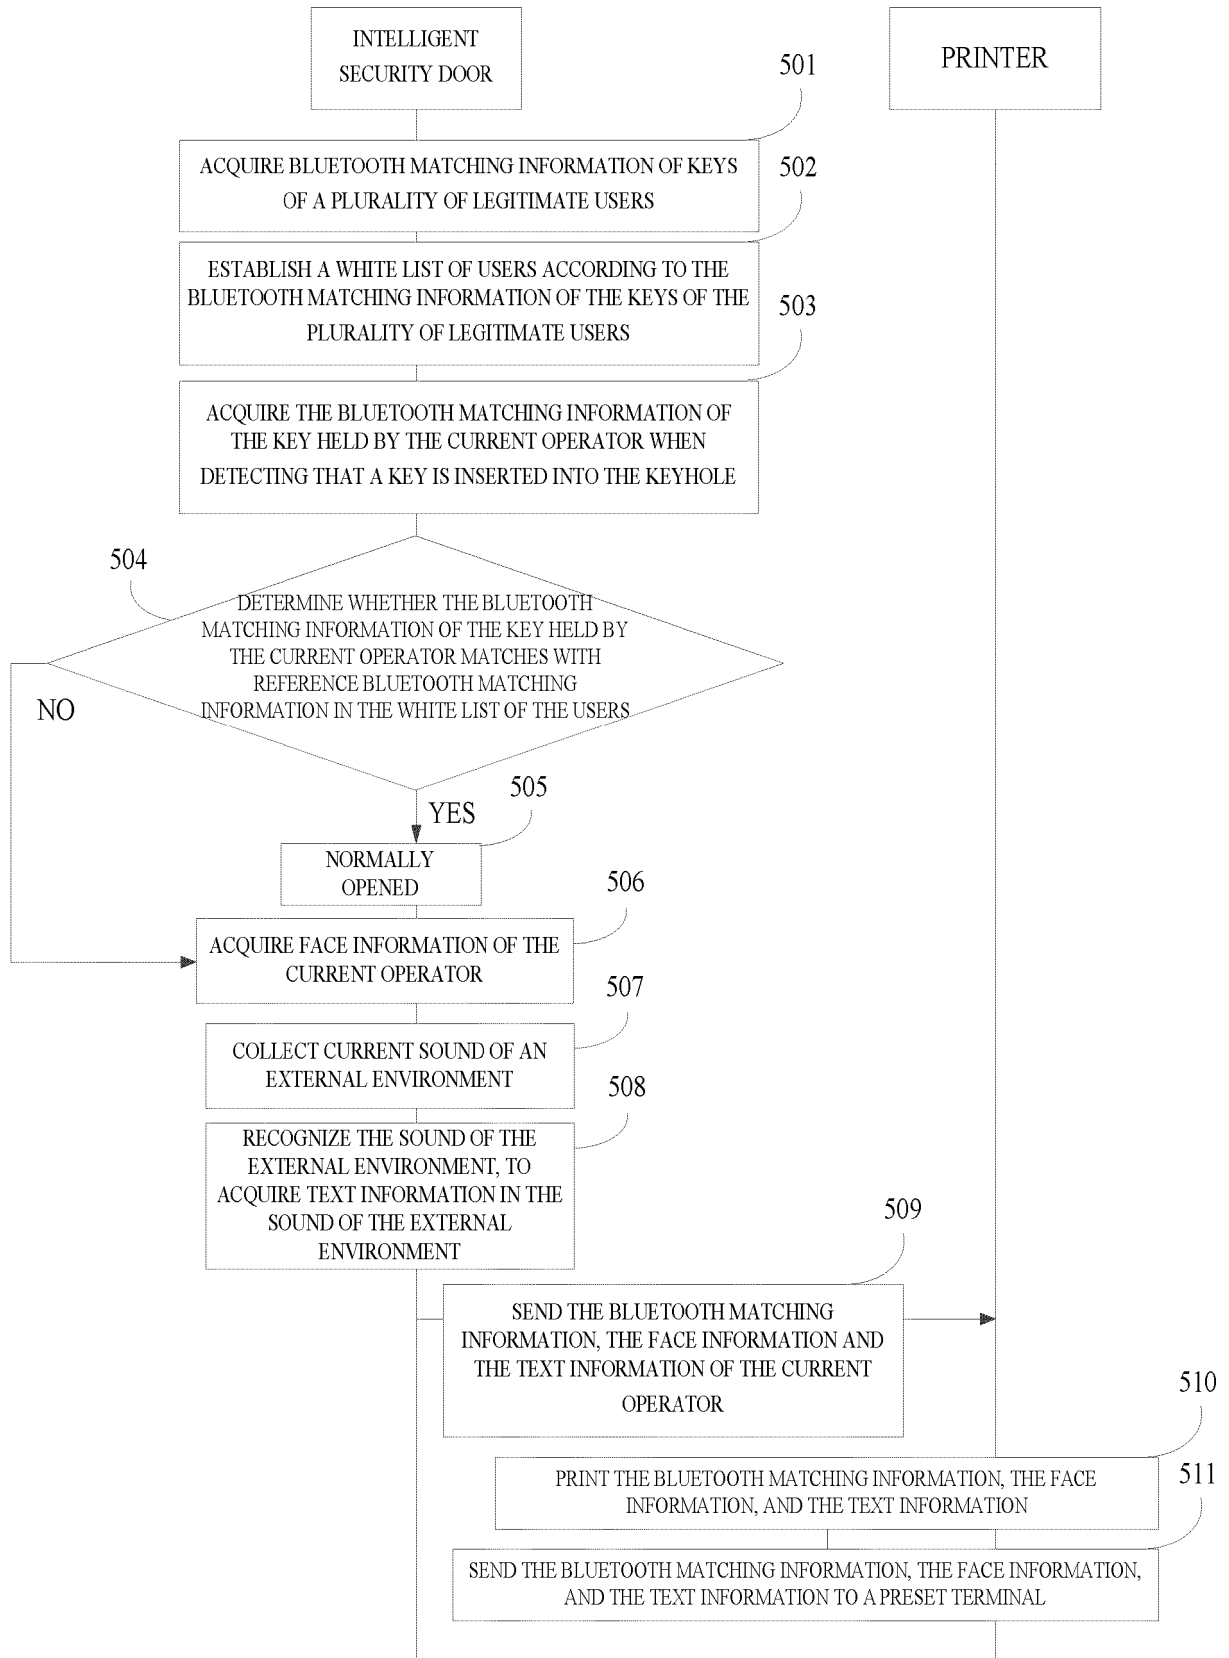 INTELLIGENT
SECURITY DOOR
PRINTER
501
ACQUIRE BLUETOOTH MATCHING INFORMATION OF KEYS
OF A PLURALITY OF LEGITIMATE USERS
502
ESTABLISH A WHITE LIST OF USERS ACCORDING TO THE
BLUETOOTH MATCHING INFORMATION OF THE KEYS OF THE
PLURALITY OF LEGITIMATE USERS
503
ACQUIRE THE BLUETOOTH MATCHING INFORMATION OF
THE KEY HELD BY THE CURRENT OPERATOR WHEN
DETECTING THAT A KEY IS INSERTED INTO THE KEYHOLE
504
DETERMINE WHETHER THE BLUETOOTH
MATCHING INFORMATION OF THE KEY HELD BY
THE CURRENT OPERATOR MATCHES WITH
REFERENCE BLUETOOTH MATCHING
INFORMATION IN THE WHITE LIST OF THE USERS
NO
YES
505
NORMALLY
OPENED
506
ACQUIRE FACE INFORMATION OF THE
CURRENT OPERATOR
507
COLLECT CURRENT SOUND OF AN
EXTERNAL ENVIRONMENT
508
RECOGNIZE THE SOUND OF THE
EXTERNAL ENVIRONMENT, TO
ACQUIRE TEXT INFORMATION IN THE
SOUND OF THE EXTERNAL
ENVIRONMENT
509
SEND THE BLUETOOTH MATCHING
INFORMATION, THE FACE INFORMATION AND
THE TEXT INFORMATION OF THE CURRENT
OPERATOR
510
PRINT THE BLUETOOTH MATCHING INFORMATION, THE FACE
INFORMATION, AND THE TEXT INFORMATION
511
SEND THE BLUETOOTH MATCHING INFORMATION, THE FACE INFORMATION,
AND THE TEXT INFORMATION TO A PRESET TERMINAL